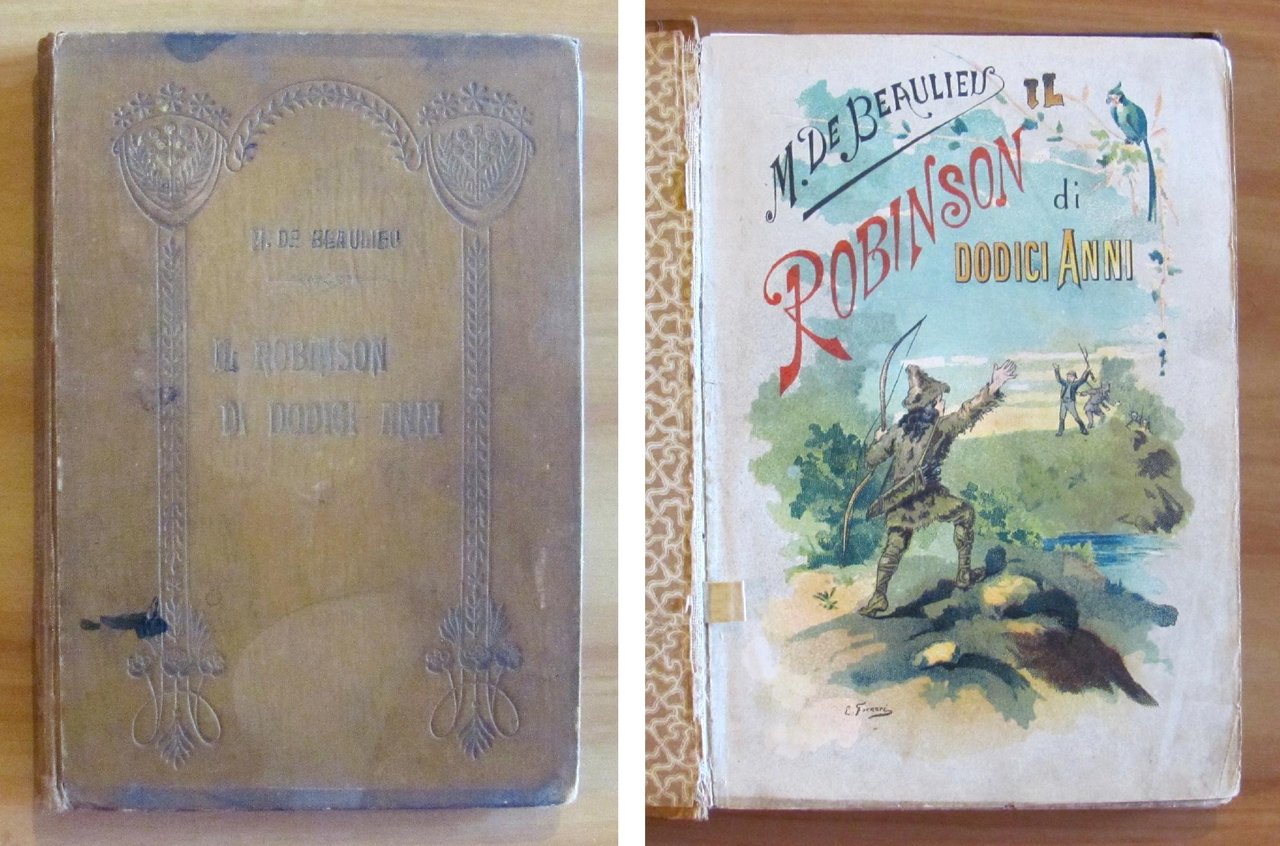 M. DE BEAULIEU
IL ROBINSON
DI DODICI ANNI
M. DE BEAULIEU
IL
ROBINSON
di
DODICI ANNI